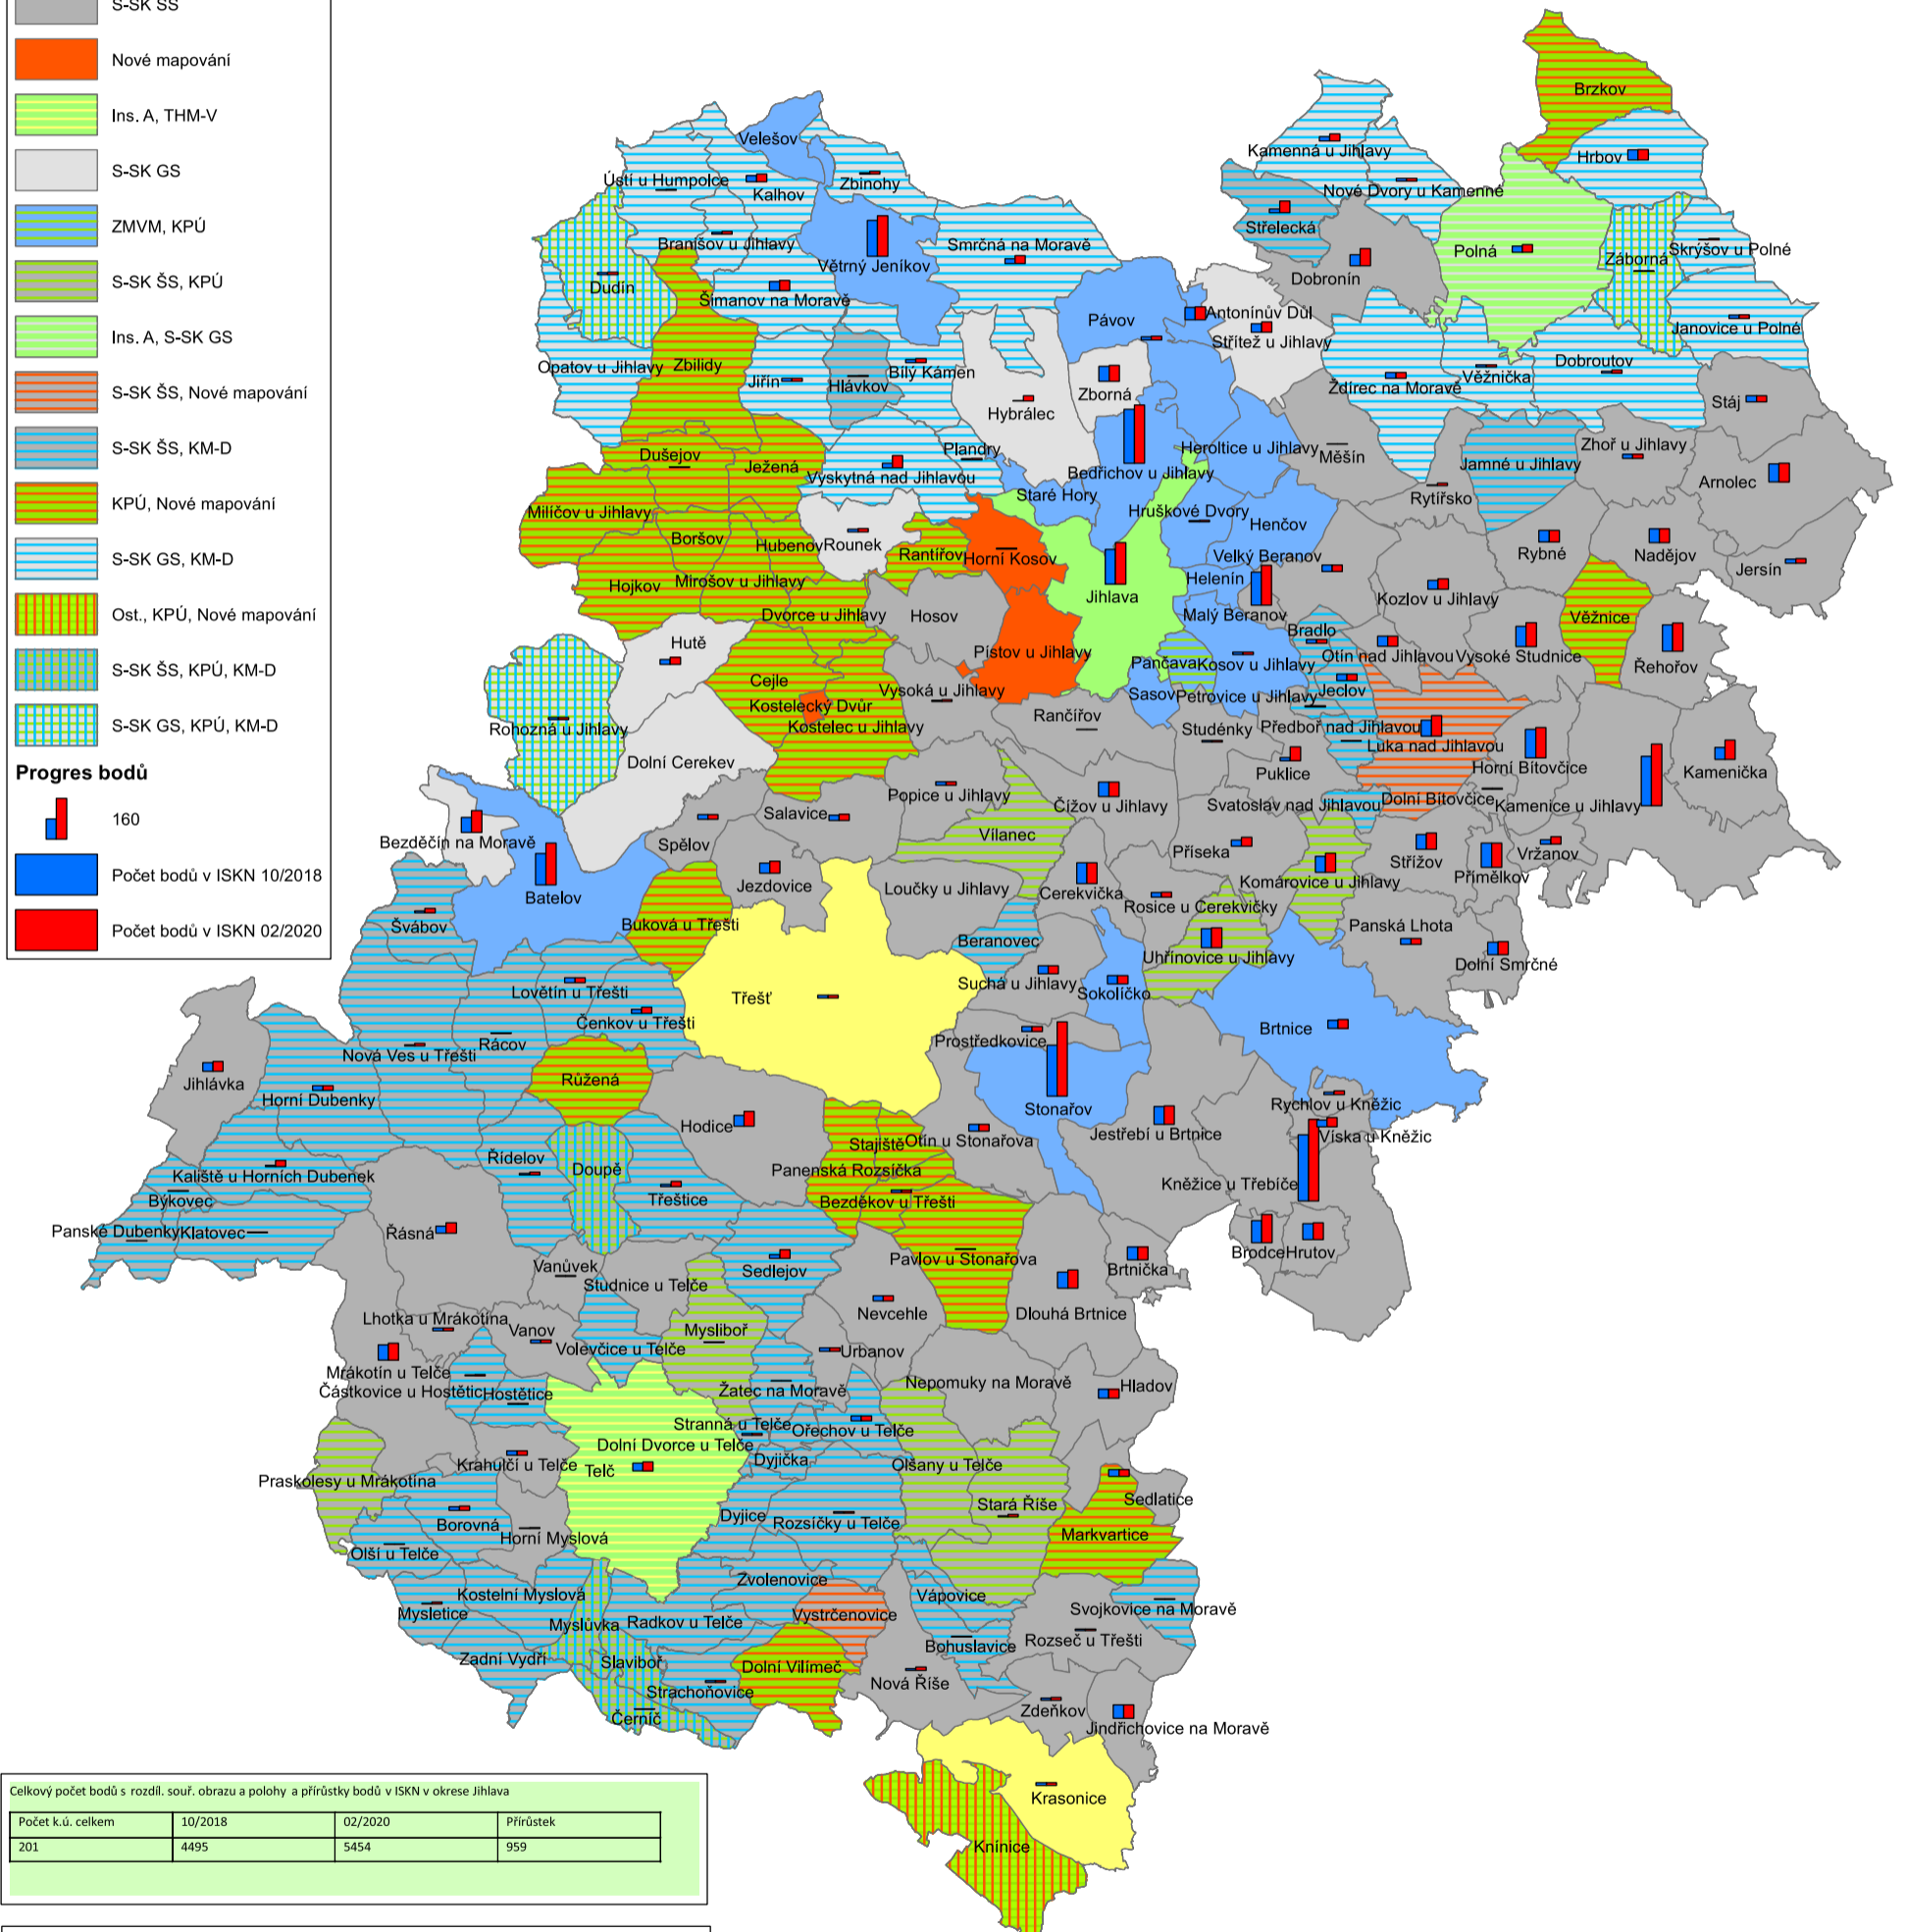 S-SK ŠS
Nové mapování
Ins. A, THM-V
S-SK GS
ZMVM, KPÚ
S-SK ŠS, KPÚ
Ins. A, S-SK GS
S-SK ŠS, Nové mapování
S-SK ŠS, KM-D
KPÚ, Nové mapování
S-SK GS, KM-D
Ost., KPÚ, Nové mapování
S-SK ŠS, KPÚ, KM-D
S-SK GS, KPÚ, KM-D
Progres bodů
160
Počet bodů v ISKN 10/2018
Počet bodů v ISKN 02/2020
Brzkov
Velešov
Kamenná u Jihlavy
Hrbov
Ústí u Humpolce
Kalhov
Zbinohy
Nové Dvory u Kamenné
Střelecká
Branišov u Jihlavy
Větrný Jeníkov
Smrčná na Moravě
Dobronín
Polná
Záborná
Skrýšov u Polné
Dudín
Šimanov na Moravě
Pávov
Antonínův Důl
Střítež u Jihlavy
Janovice u Polné
Opatov u Jihlavy
Zbilidy
Jiřín
Hlávkov
Bílý Kámen
Hybrálec
Zborná
Ždírec na Moravě
Věžnička
Dobroutov
Stáj
Dušejov
Ježená
Vyskytná nad Jihlavou
Plandry
Bedřichov u Jihlavy
Heroltice u Jihlavy
Měšín
Jamné u Jihlavy
Zhoř u Jihlavy
Arnolec
Staré Hory
Rytířsko
Milíčov u Jihlavy
Hruškové Dvory
Henčov
Boršov
Hubenov
Rounek
Rantířov
Horní Kosov
Velký Beranov
Rybné
Nadějov
Jersín
Hojkov
Mirošov u Jihlavy
Helenín
Jihlava
Kozlov u Jihlavy
Dvorce u Jihlavy
Hosov
Malý Beranov
Věžnice
Hutě
Pístov u Jihlavy
Bradlo
Otín nad Jihlavou
Vysoké Studnice
Řehořov
Pančava
Kosov u Jihlavy
Cejle
Vysoká u Jihlavy
Sasov
Petrovice u Jihlavy
Jeclov
Kostelecký Dvůr
Rančířov
Rohozná u Jihlavy
Kostelec u Jihlavy
Studénky
Předboř nad Jihlavou
Luka nad Jihlavou
Dolní Cerekev
Puklice
Horní Bítovčice
Kamenička
Popice u Jihlavy
Čížov u Jihlavy
Svatoslav nad Jihlavou
Dolní Bítovčice
Kamenice u Jihlavy
Salavice
Bezděčín na Moravě
Spělov
Vílanec
Příseka
Střížov
Vržanov
Jezdovice
Loučky u Jihlavy
Cerekvička
Komárovice u Jihlavy
Přímělkov
Batelov
Rosice u Cerekvičky
Švábov
Buková u Třešti
Panská Lhota
Beranovec
Uhřínovice u Jihlavy
Dolní Smrčné
Lovětín u Třešti
Třešť
Suchá u Jihlavy
Sokolíčko
Čenkov u Třešti
Brtnice
Rácov
Prostředkovice
Nová Ves u Třešti
Jihlávka
Růžená
Horní Dubenky
Stonařov
Rychlov u Kněžic
Hodice
Jestřebí u Brtnice
Víska u Kněžic
Stajiště
Otín u Stonařova
Řídelov
Doupě
Panenská Rozsíčka
Kaliště u Horních Dubenek
Kněžice u Třebíče
Býkovec
Třeštice
Bezděkov u Třešti
Panské Dubenky
Klatovec
Řásná
Brodce
Hrutov
Vanůvek
Sedlejov
Pavlov u Stonařova
Brtnička
Studnice u Telče
Lhotka u Mrákotína
Nevcehle
Dlouhá Brtnice
Vanov
Mysliboř
Volevčice u Telče
Urbanov
Mrákotín u Telče
Částkovice u Hostětic
Hostětice
Žatec na Moravě
Nepomuky na Moravě
Hladov
Stranná u Telče
Ořechov u Telče
Dolní Dvorce u Telče
Krahulčí u Telče
Telč
Dyjička
Olšany u Telče
Praskolesy u Mrákotína
Sedlatice
Stará Říše
Borovná
Dyjice
Rozsíčky u Telče
Horní Myslová
Markvartice
Olší u Telče
Zvolenovice
Kostelní Myslová
Vápovice
Mysletice
Myslůvka
Radkov u Telče
Vystrčenovice
Svojkovice na Moravě
Bohuslavice
Rozseč u Třešti
Zadní Vydří
Slaviboř
Dolní Vilímeč
Strachoňovice
Nová Říše
Zdeňkov
Černíč
Jindřichovice na Moravě
Krasonice
Knínice
Celkový počet bodů s rozdíl. souř. obrazu a polohy a přírůstky bodů v ISKN v okrese Jihlava
Počet k.ú. celkem 10/2018 02/2020 Přírůstek
201 4495 5454 959